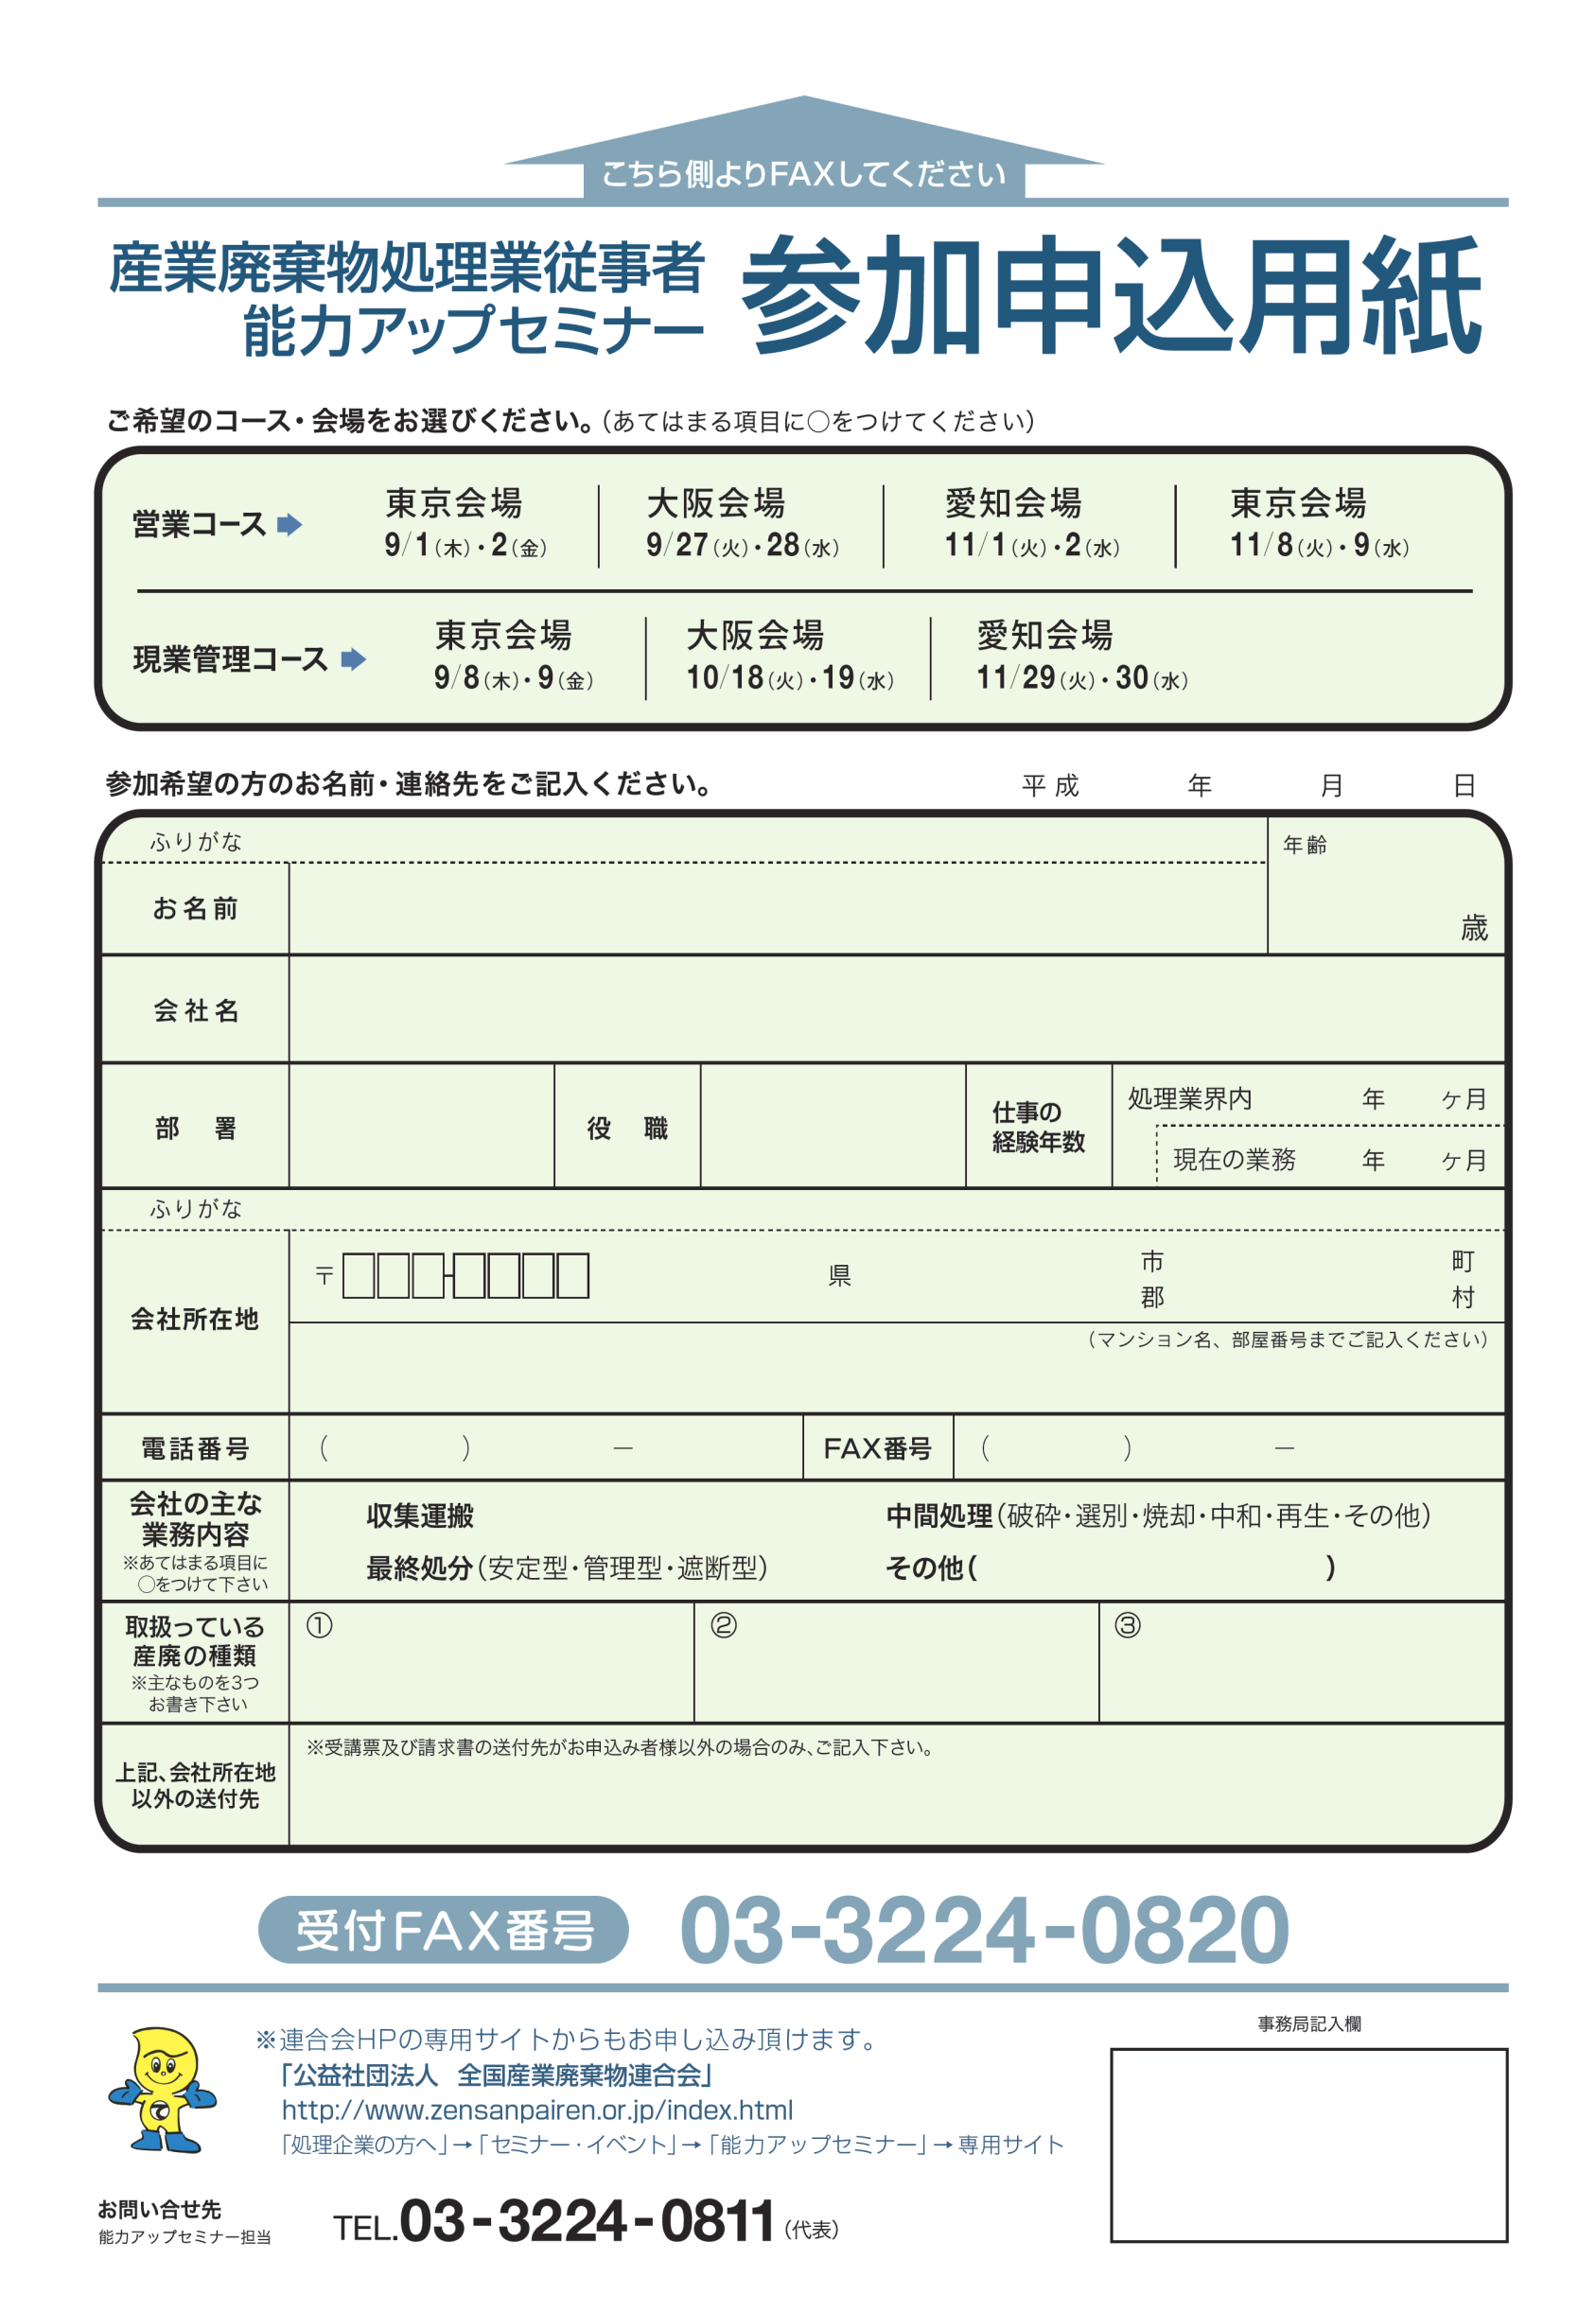 こちら側よりFAXしてください
産業廃棄物処理業従事者
能力アップセミナー
参加申込用紙
ご希望のコース・会場をお選びください。（あてはまる項目に○をつけてください）
営業コース
東京会場
9/1（木）・2（金）
大阪会場
9/27（火）・28（水）
愛知会場
11/1（火）・2（水）
東京会場
11/8（火）・9（水）
現業管理コース
東京会場
9/8（木）・9（金）
大阪会場
10/18（火）・19（水）
愛知会場
11/29（火）・30（水）
参加希望の方のお名前・連絡先をご記入ください。
平成 年 月 日
ふりがな
年齢
お名前
歳
会社名
部 署
役 職
仕事の
経験年数
処理業界内 年 ヶ月
現在の業務 年 ヶ月
ふりがな
会社所在地
〒 -
県
市
郡
町
村
（マンション名、部屋番号までご記入ください）
電話番号
（ ） －
FAX番号
（ ） －
会社の主な
業務内容
※あてはまる項目に
○をつけて下さい
収集運搬
中間処理（破砕・選別・焼却・中和・再生・その他）
最終処分（安定型・管理型・遮断型）
その他（ ）
取扱っている
産廃の種類
※主なものを3つ
お書き下さい
①
②
③
上記、会社所在地
以外の送付先
※受講票及び請求書の送付先がお申込み者様以外の場合のみ、ご記入下さい。
受付FAX番号
03-3224-0820
※連合会HPの専用サイトからもお申し込み頂けます。
「公益社団法人 全国産業廃棄物連合会」
http://www.zensanpairen.or.jp/index.html
「処理企業の方へ」→「セミナー・イベント」→「能力アップセミナー」→専用サイト
事務局記入欄
お問い合せ先
能力アップセミナー担当
TEL.03-3224-0811（代表）